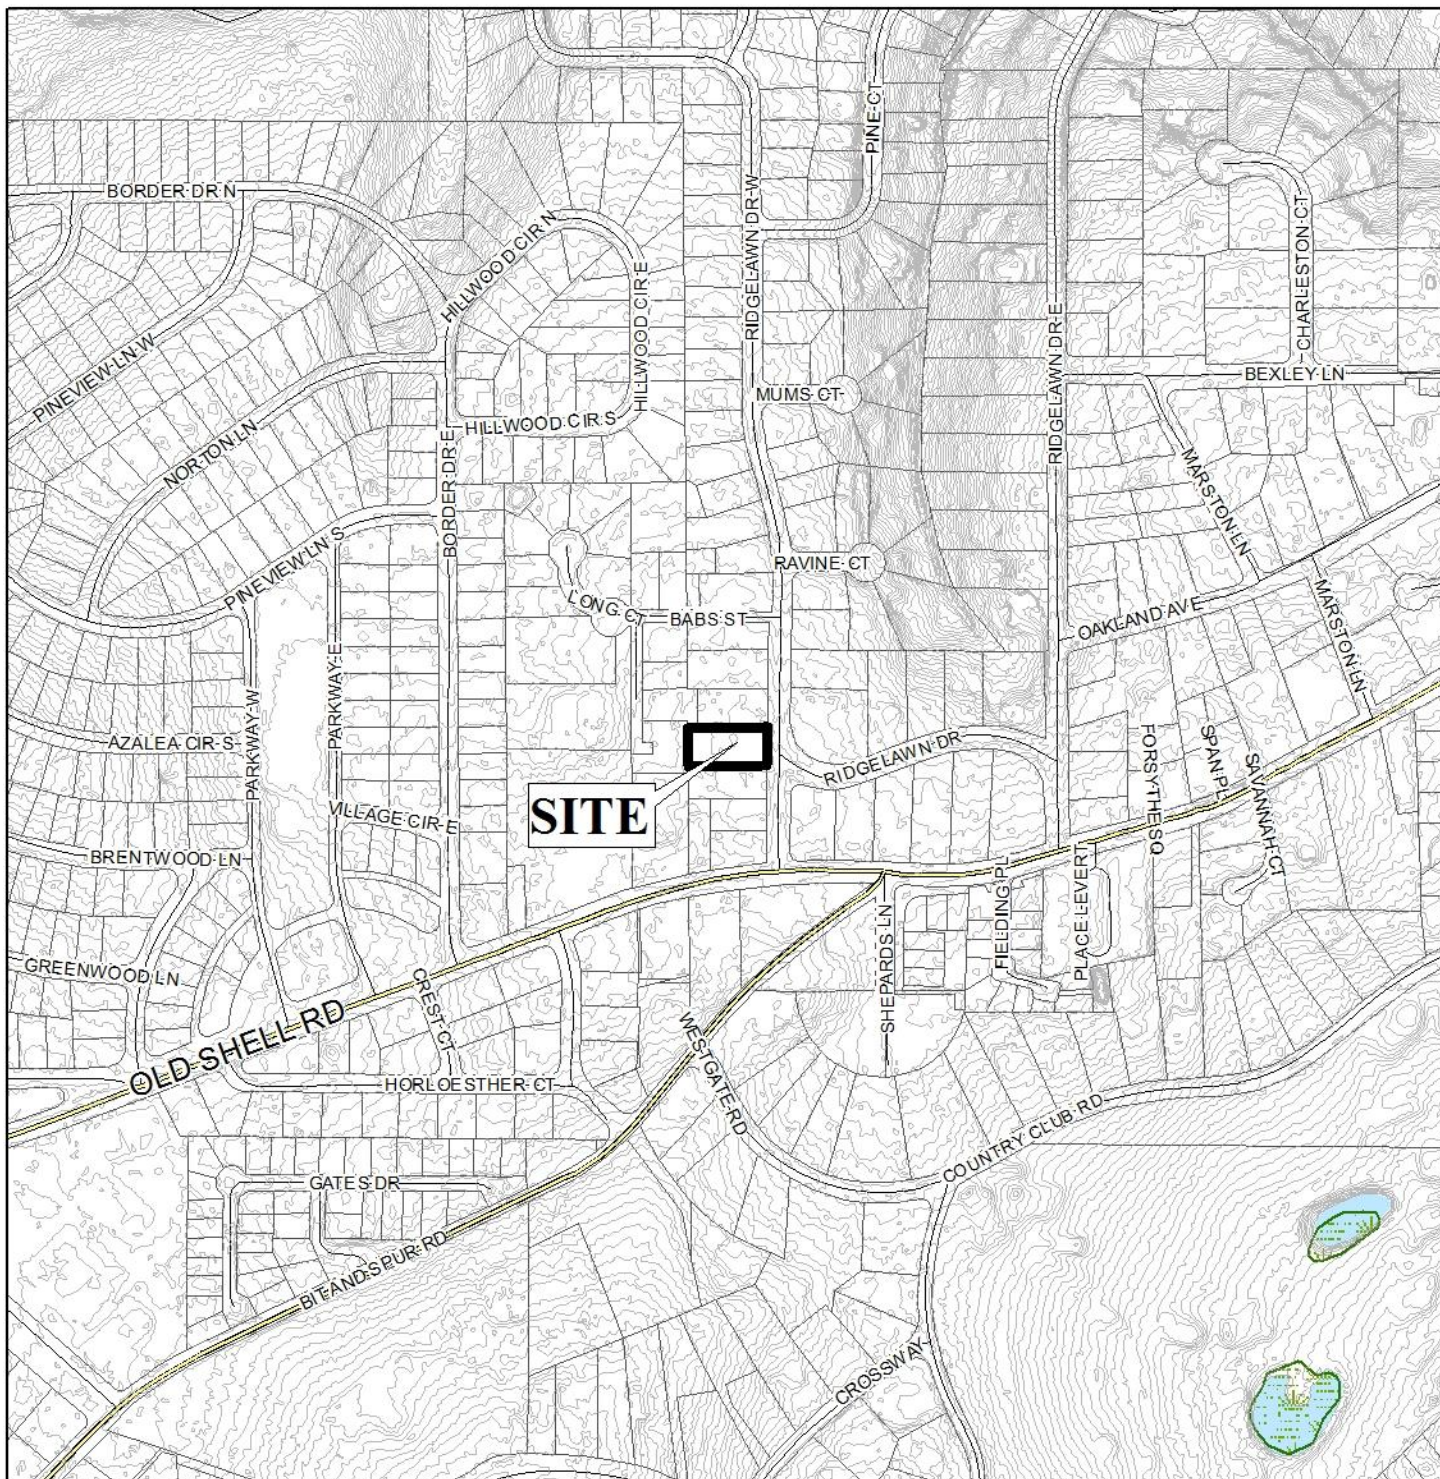 PINE CT
BORDER DR N
RIDGELAWN DR W
HILLWOOD CIR N
CHARLESTON CT
HILLWOOD CIR E
RIDGELAWN DR E
PINEVIEW LN W
BEXLEY LN
MUMS CT
HILLWOOD CIR S
NORTON LN
BORDER DR E
MARSTON LN
PINEVIEW LN S
RAVINE CT
LONG CT
BABS ST
OAKLAND AVE
MARSTON LN
PARKWAY E
PARKWAY W
AZALEA CIR S
RIDGELAWN DR
FORSYTHE SQ
SPAN PL
SAVANNAH CT
SITE
VILLAGE CIR E
BRENTWOOD LN
FIELDING PL
PLACE LEVERT
SHEPARDS LN
GREENWOOD LN
CREST CT
OLD SHELL RD
WESTGATE RD
HORLOESTHER CT
COUNTRY CLUB RD
GATES DR
BIT AND SPUR RD
CROSSWAY